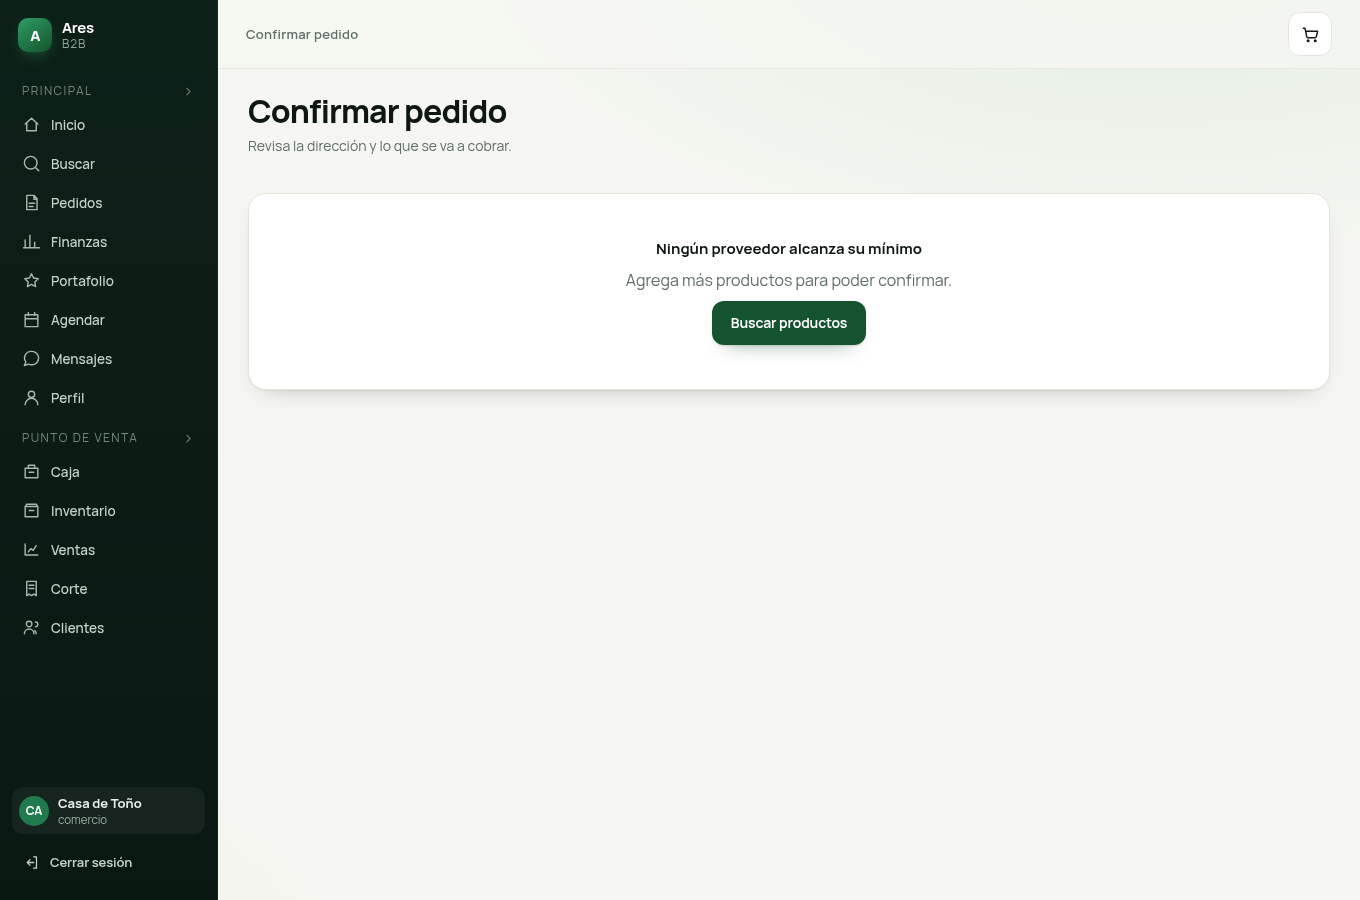 A
Ares
B2B
PRINCIPAL
Inicio
Buscar
Pedidos
Finanzas
Portafolio
Agendar
Mensajes
Perfil
PUNTO DE VENTA
Caja
Inventario
Ventas
Corte
Clientes
CA
Casa de Toño
comercio
Cerrar sesión
Confirmar pedido
Confirmar pedido
Revisa la dirección y lo que se va a cobrar.
Ningún proveedor alcanza su mínimo
Agrega más productos para poder confirmar.
Buscar productos